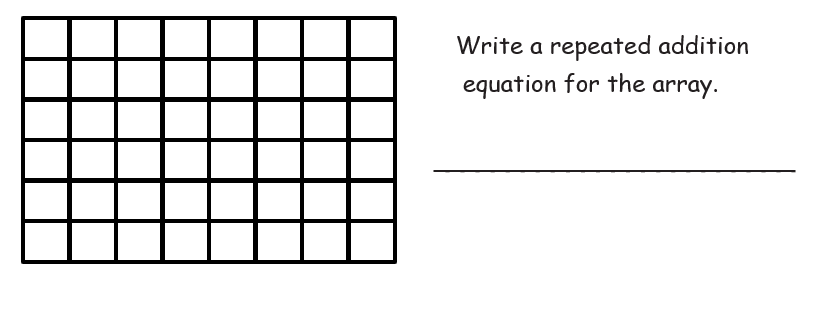 Write a repeated addition
equation for the array.